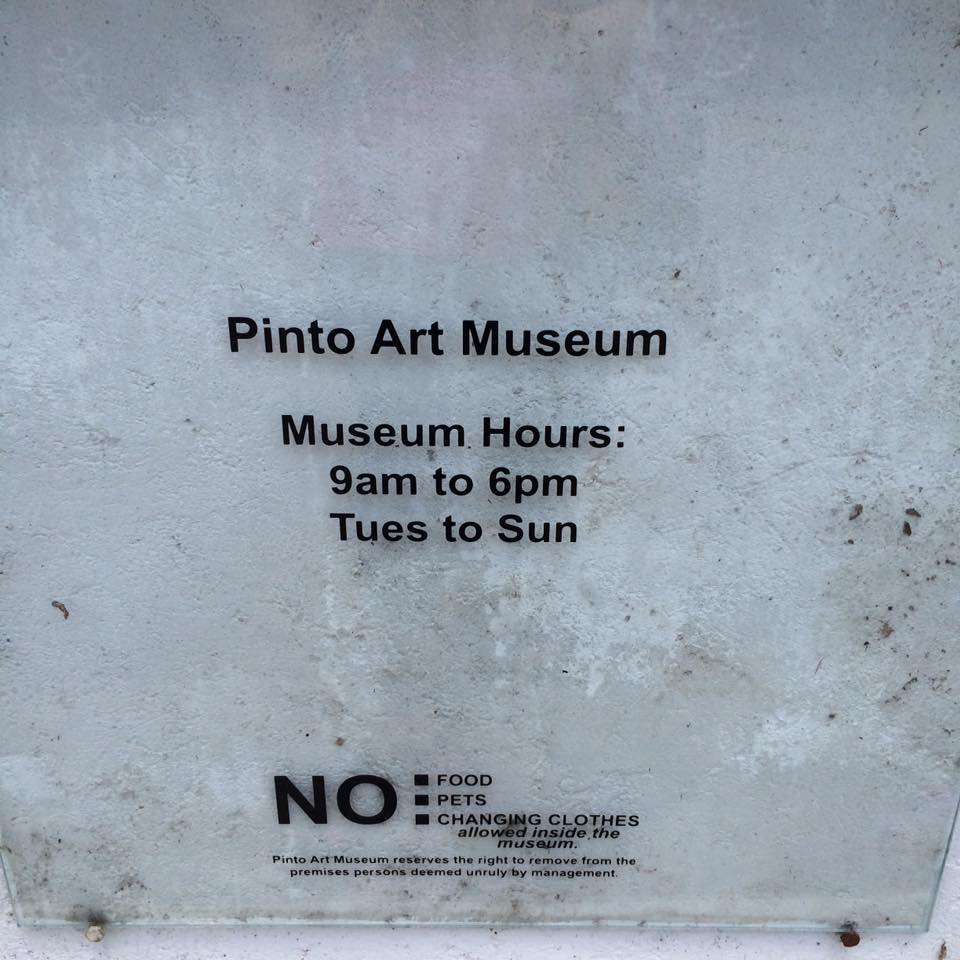 Pinto Art Museum
Museum Hours:
9am to 6pm
Tues to Sun
NO
■ FOOD
■ PETS
■ CHANGING CLOTHES
allowed inside the
museum.
Pinto Art Museum reserves the right to remove from the
premises persons deemed unruly by management.